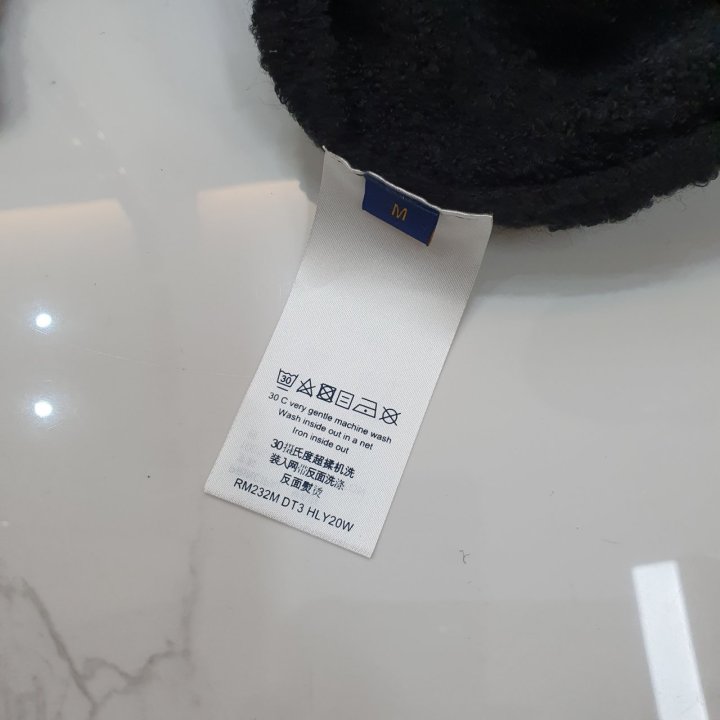 M
30
30 C very gentle machine wash
Wash inside out in a net
Iron inside out
30摄氏度超揉机洗
装入网带反面洗涤
反面熨烫
RM232M DT3 HLY20W